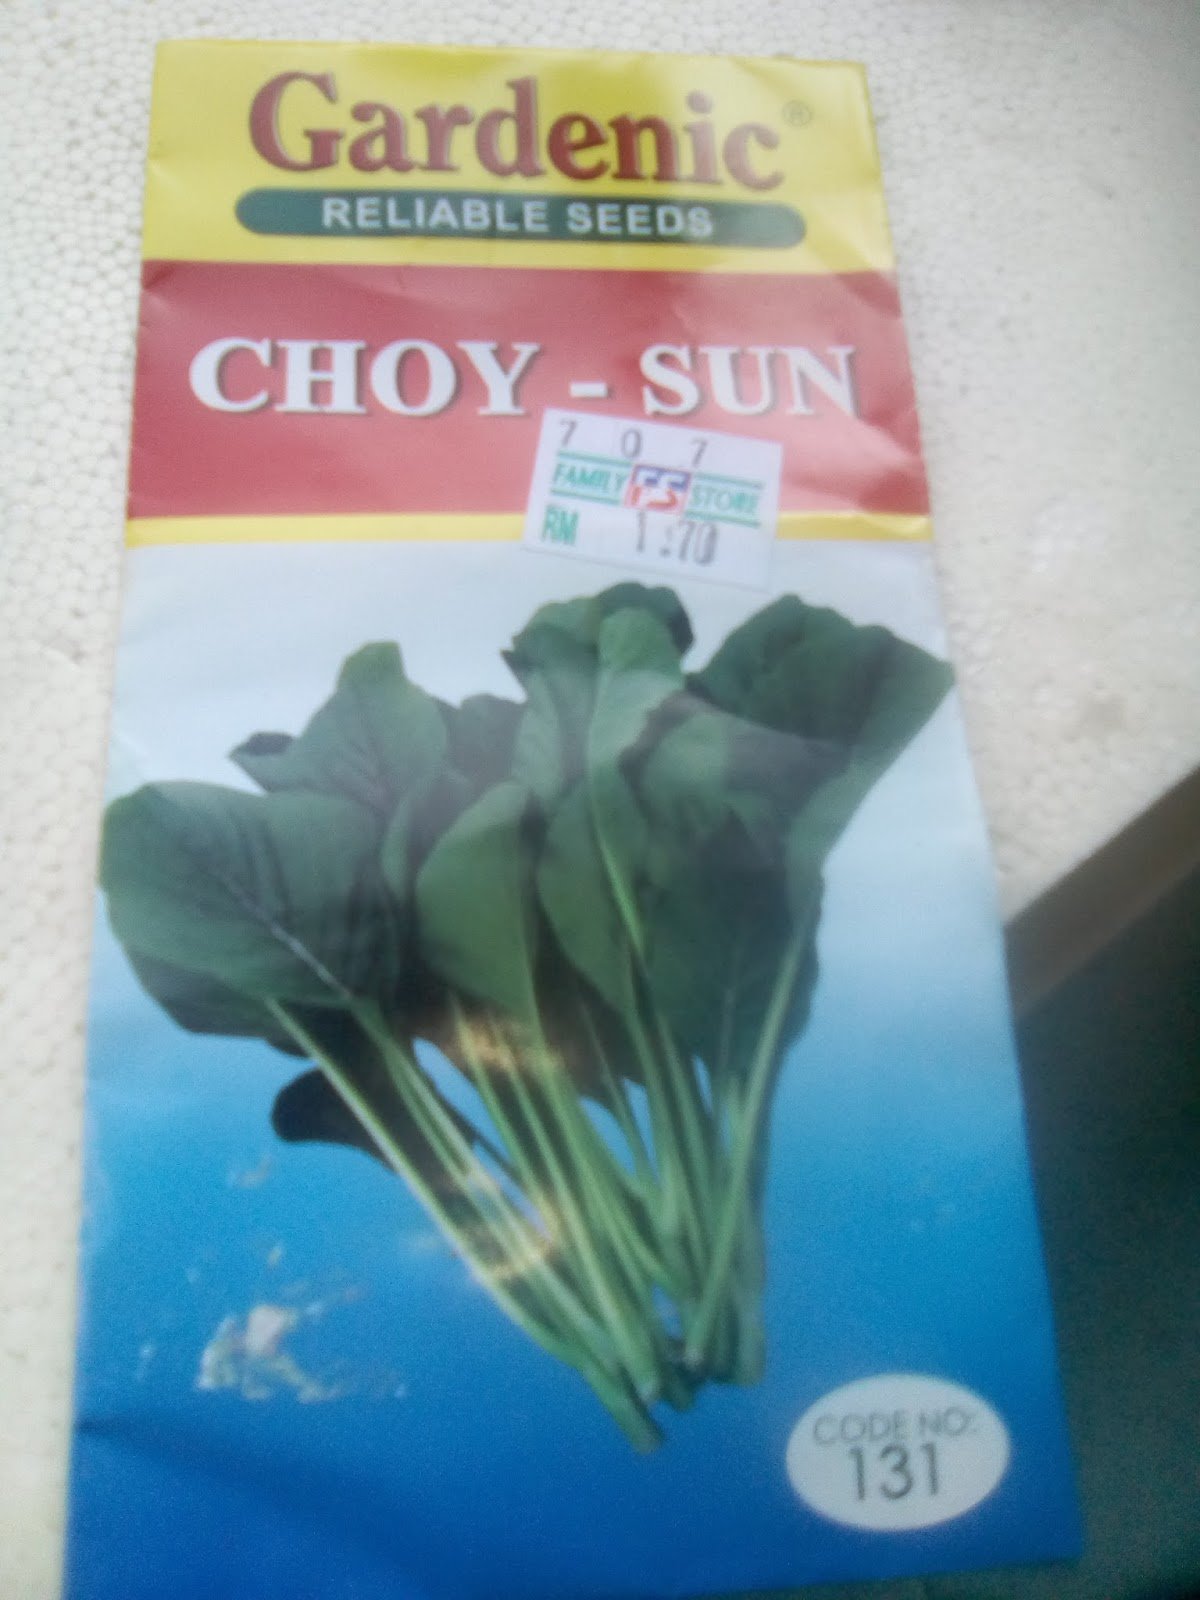 Gardenic®
RELIABLE SEEDS
CHOY - SUN
7 0 7
FAMILY FS STORE
RM 1.70
CODE NO:
131